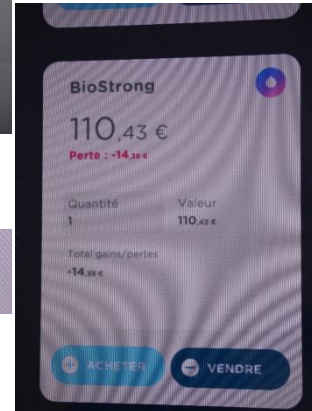 BioStrong
110,43 €
Perte : -14,39 €
Quantité
Valeur
1
110,43 €
Total gains/pertes
-14,39 €
ACHETER
VENDRE